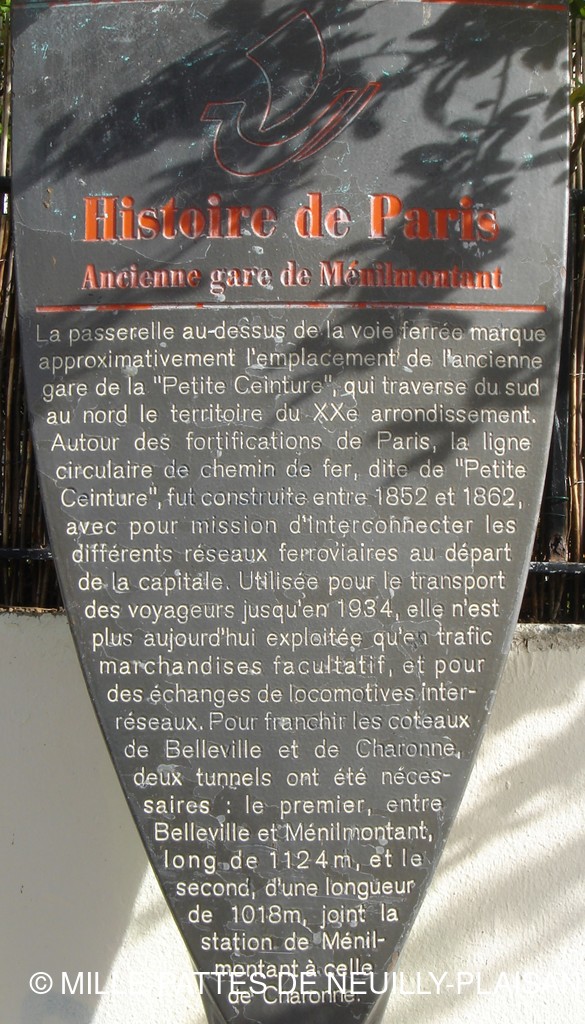 Histoire de Paris
Ancienne gare de Ménilmontant
La passerelle au-dessus de la voie ferrée marque
approximativement l'emplacement de l'ancienne
gare de la "Petite Ceinture", qui traverse du sud
au nord le territoire du XXe arrondissement.
Autour des fortifications de Paris, la ligne
circulaire de chemin de fer, dite de "Petite
Ceinture", fut construite entre 1852 et 1862,
avec pour mission d'interconnecter les
différents réseaux ferroviaires au départ
de la capitale. Utilisée pour le transport
des voyageurs jusqu'en 1934, elle n'est
plus aujourd'hui exploitée qu'en trafic
marchandises facultatif, et pour
des échanges de locomotives inter-
réseaux. Pour franchir les coteaux
de Belleville et de Charonne,
deux tunnels ont été néces-
saires : le premier, entre
Belleville et Ménilmontant,
long de 1124m, et le
second, d'une longueur
de 1018m, joint la
station de Ménil-
montant à celle
de Charonne.
© MILLE PATTES DE NEUILLY-PLAISA